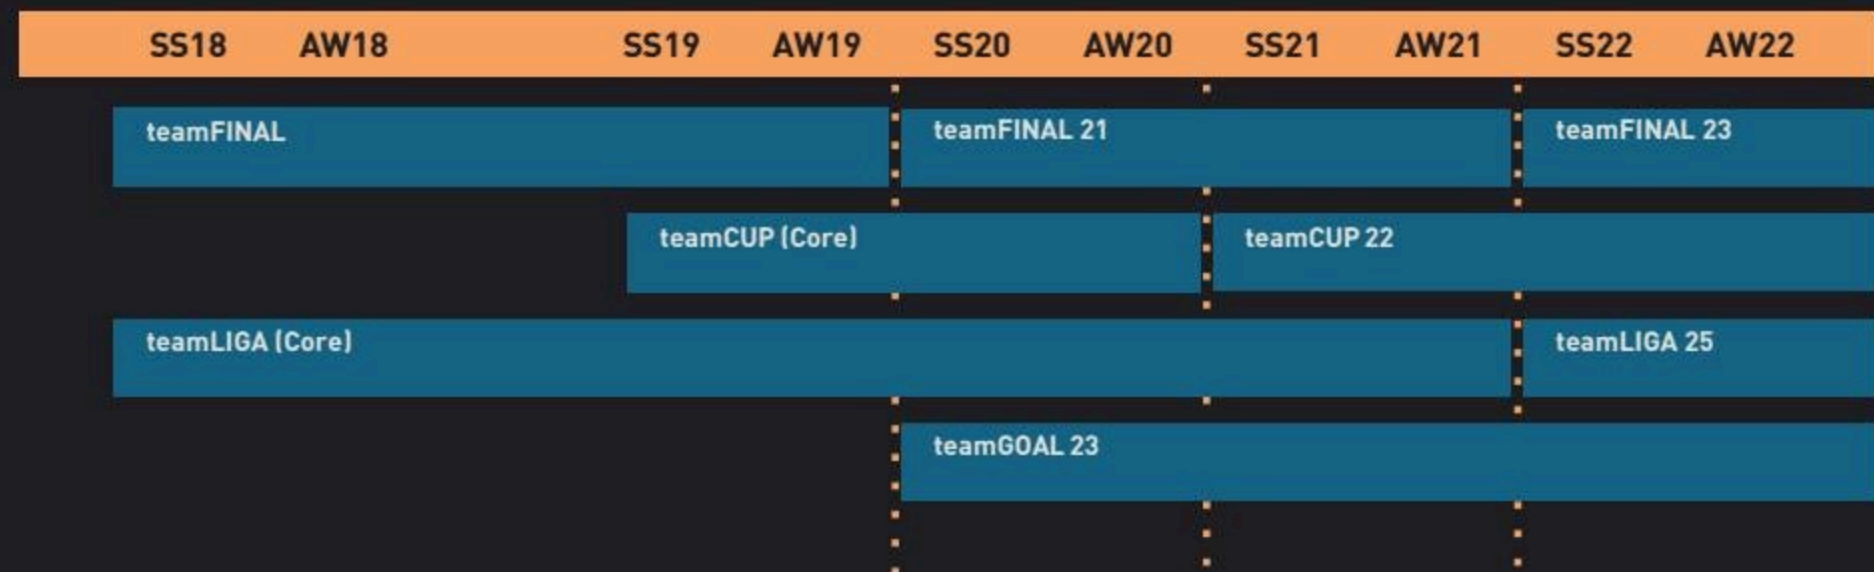 SS18 AW18 SS19 AW19 SS20 AW20 SS21 AW21 SS22 AW22
teamFINAL teamFINAL 21 teamFINAL 23
teamCUP (Core) teamCUP 22
teamLIGA (Core) teamLIGA 25
teamGOAL 23